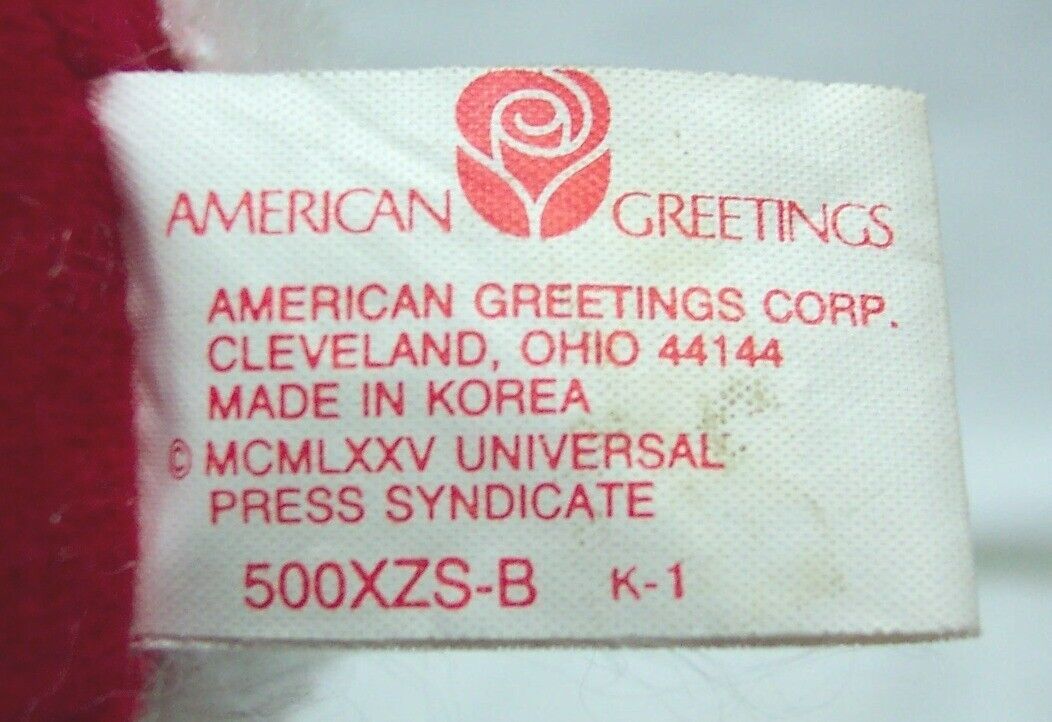 AMERICAN GREETINGS
AMERICAN GREETINGS CORP.
CLEVELAND, OHIO 44144
MADE IN KOREA
© MCMLXXV UNIVERSAL
PRESS SYNDICATE
500XZS-B K-1